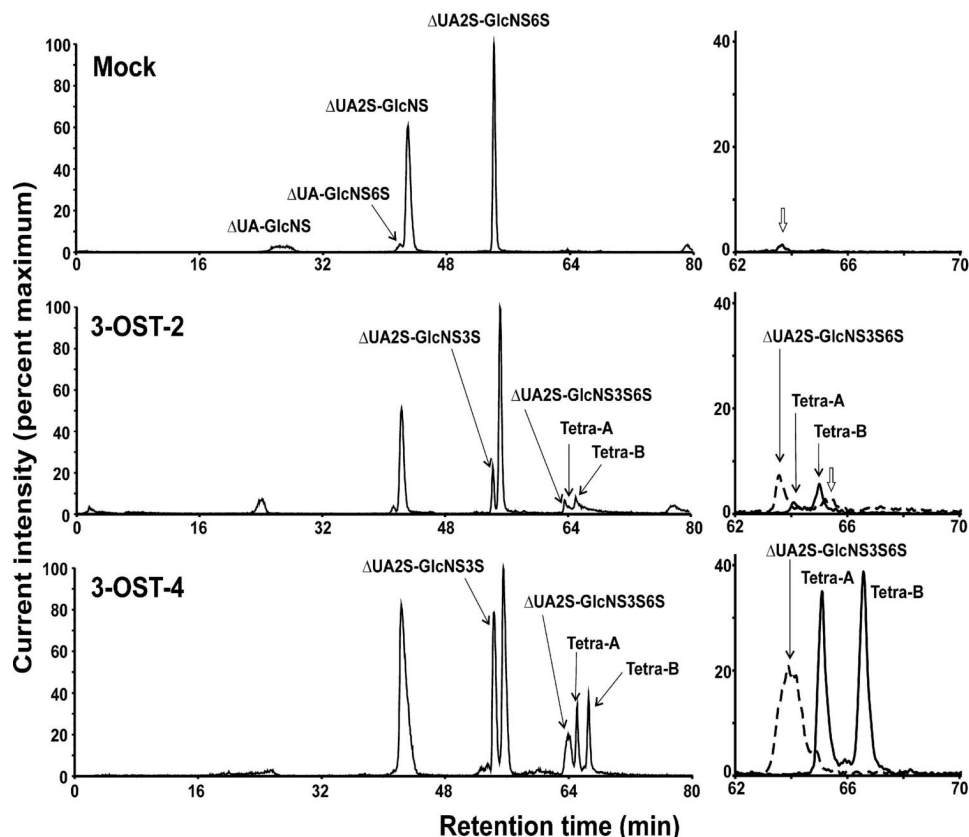 Current intensity (percent maximum)
Retention time (min)
Mock
100
80
60
40
20
0
0
16
32
48
64
80
ΔUA-GlcNS
ΔUA-GlcNS6S
ΔUA2S-GlcNS
ΔUA2S-GlcNS6S
40
20
0
62
66
70
3-OST-2
100
80
60
40
20
0
0
16
32
48
64
80
ΔUA2S-GlcNS3S
ΔUA2S-GlcNS3S6S
Tetra-A
Tetra-B
40
20
0
62
66
70
ΔUA2S-GlcNS3S6S
Tetra-A
Tetra-B
3-OST-4
100
80
60
40
20
0
0
16
32
48
64
80
ΔUA2S-GlcNS3S
ΔUA2S-GlcNS3S6S
Tetra-A
Tetra-B
40
20
0
62
66
70
ΔUA2S-GlcNS3S6S
Tetra-A
Tetra-B